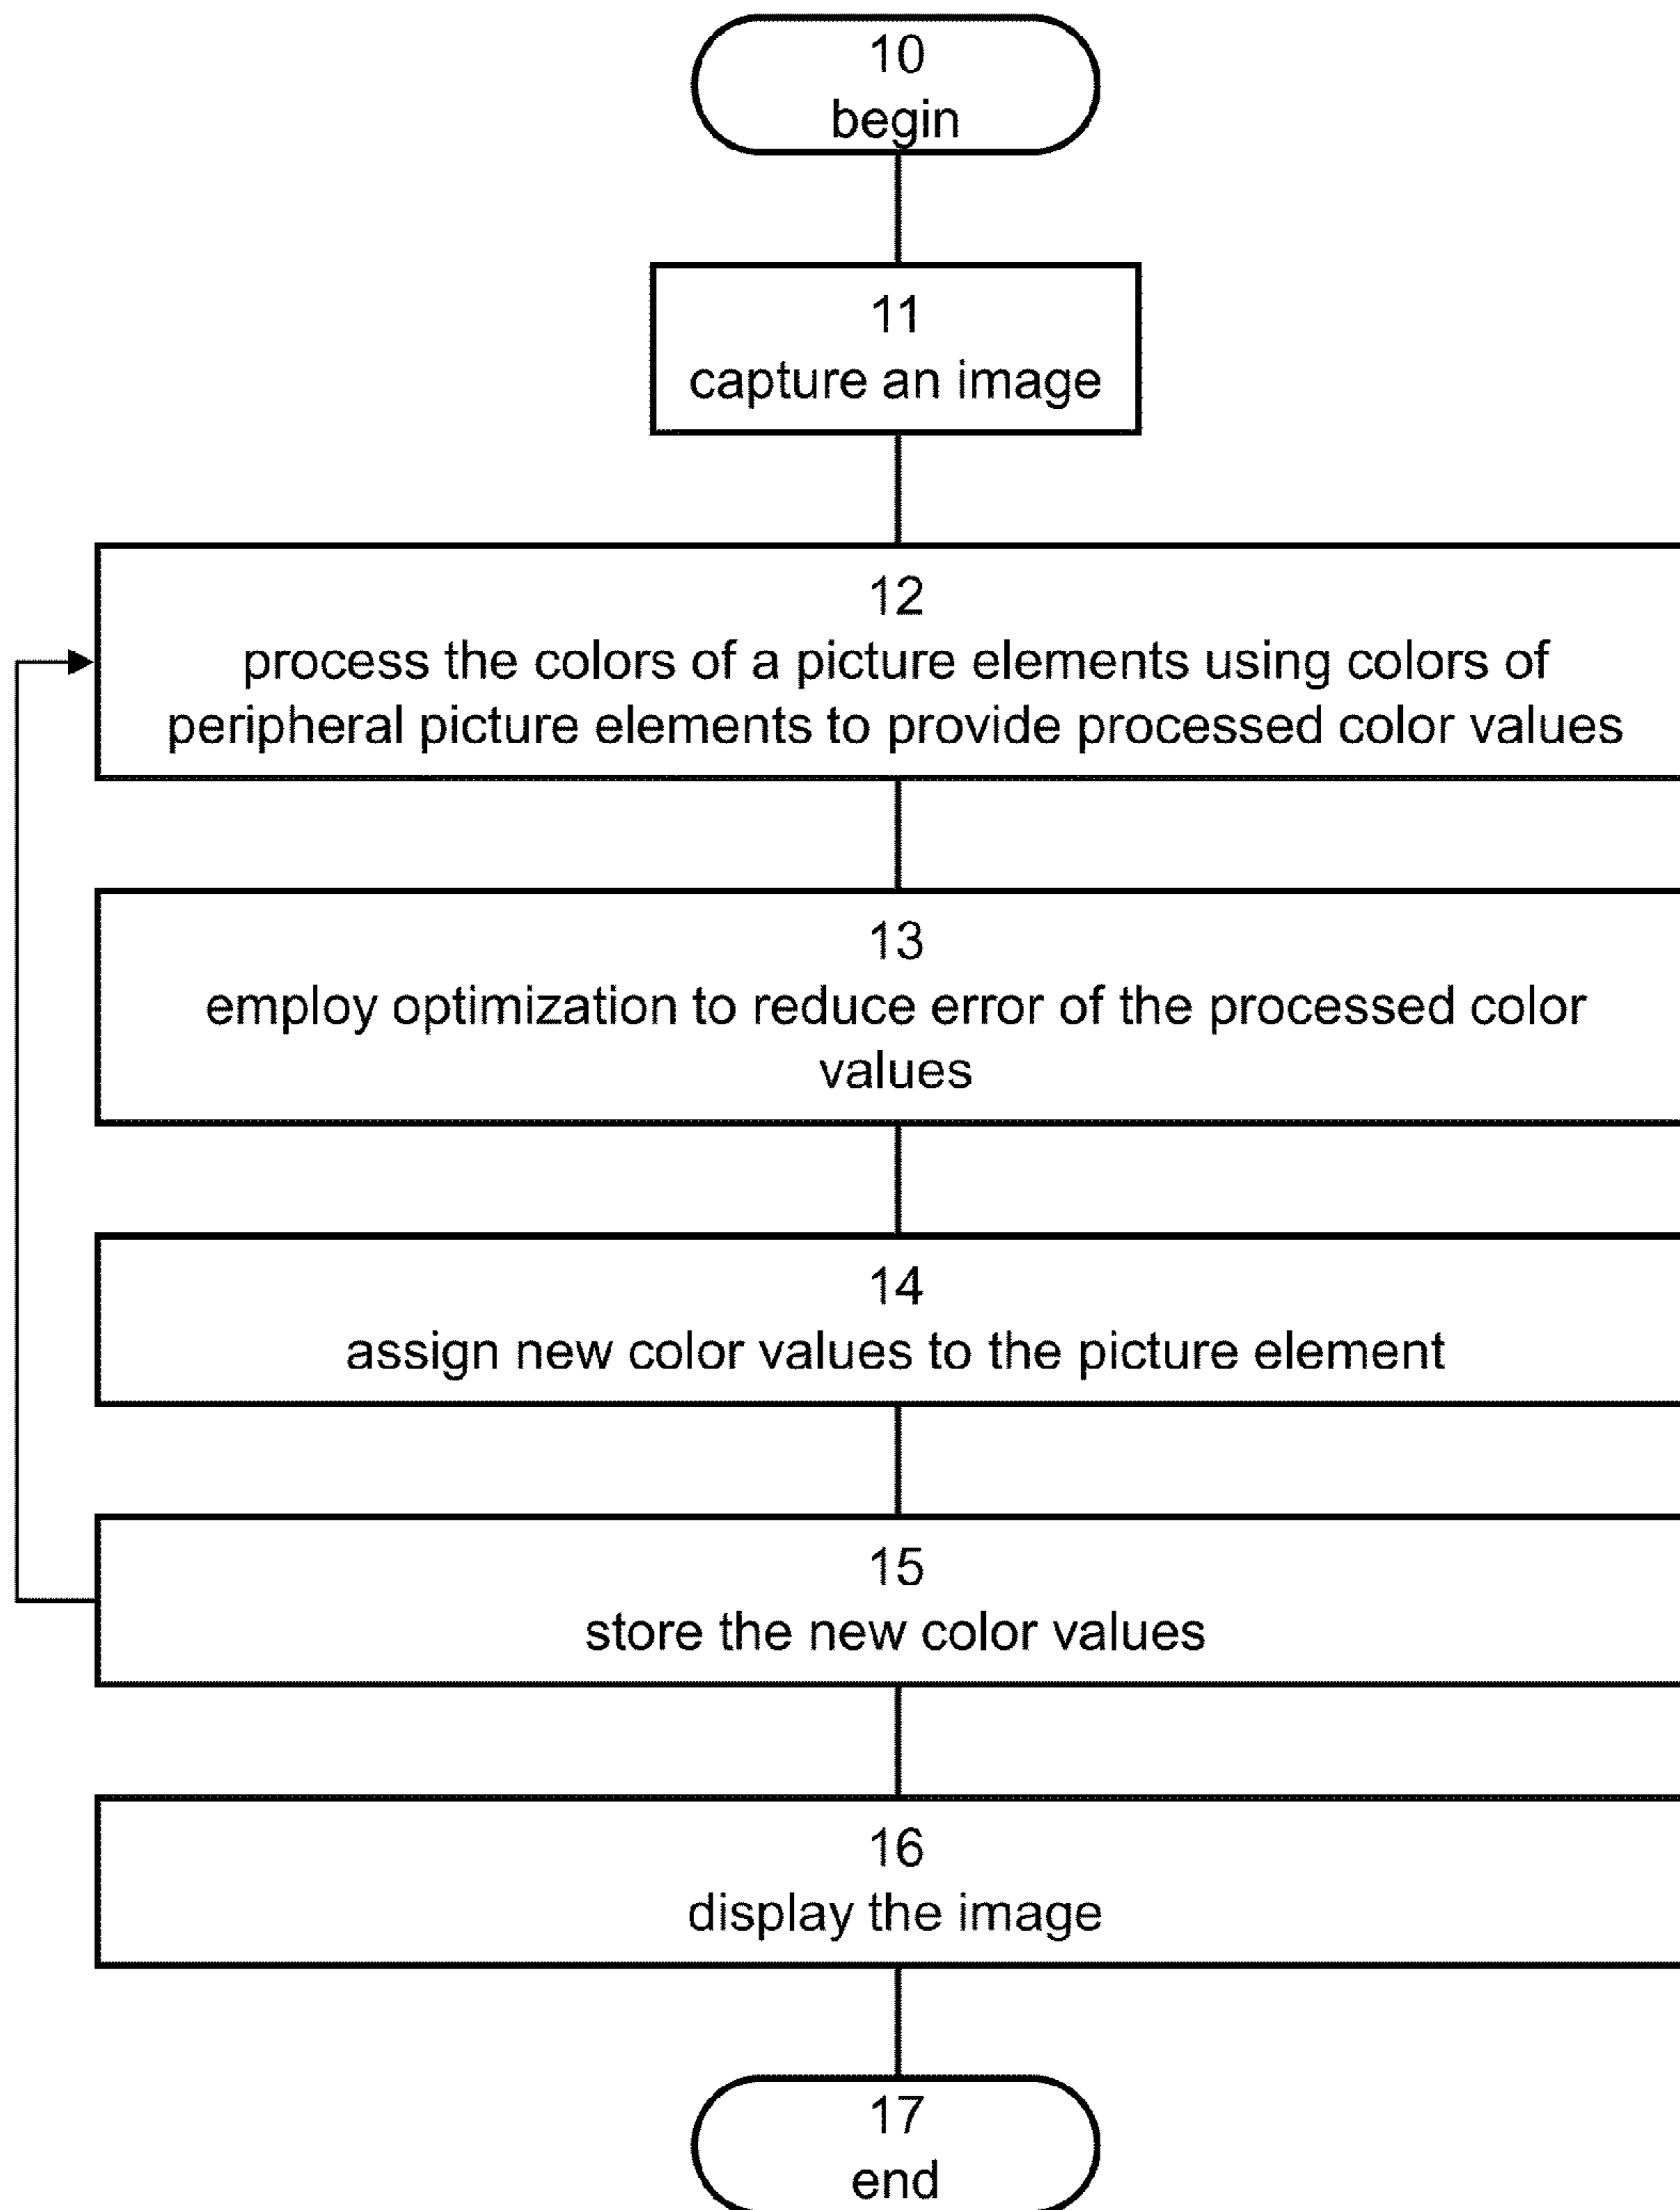 10
begin
11
capture an image
12
process the colors of a picture elements using colors of
peripheral picture elements to provide processed color values
13
employ optimization to reduce error of the processed color
values
14
assign new color values to the picture element
15
store the new color values
16
display the image
17
end